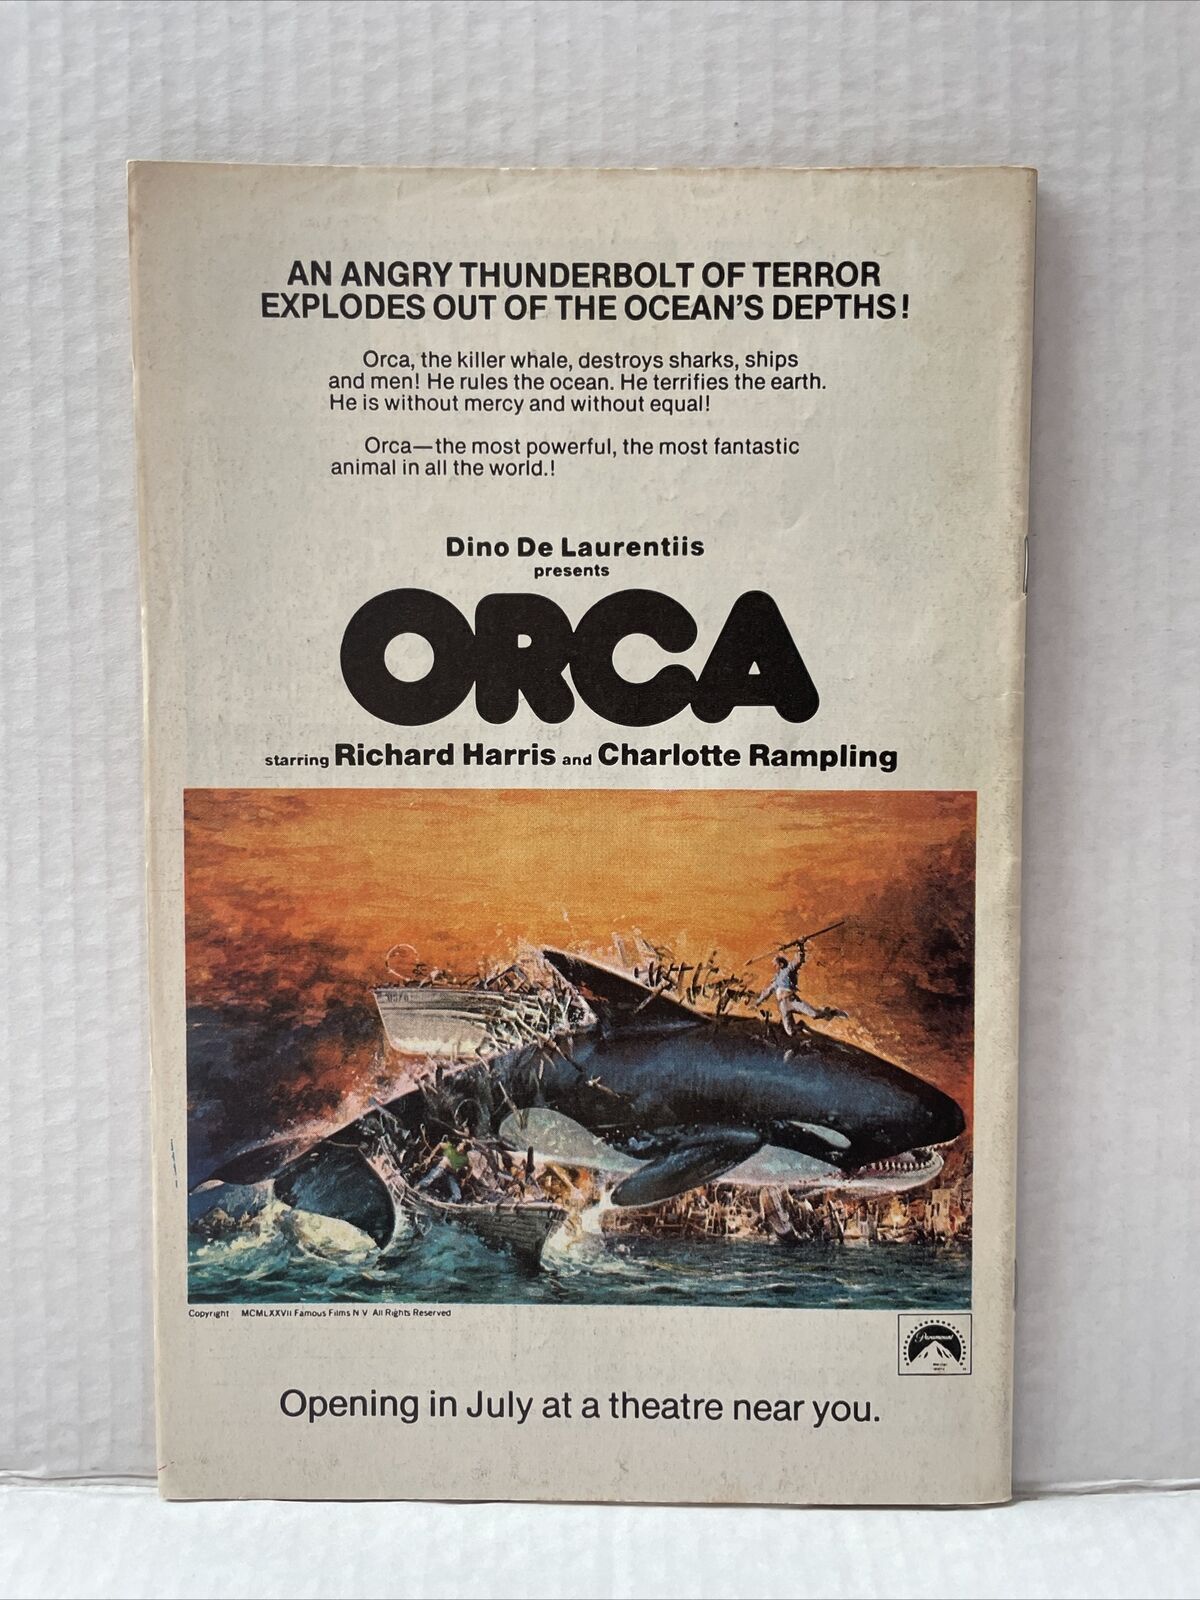 AN ANGRY THUNDERBOLT OF TERROR
EXPLODES OUT OF THE OCEAN'S DEPTHS!
Orca, the killer whale, destroys sharks, ships
and men! He rules the ocean. He terrifies the earth.
He is without mercy and without equal!
Orca—the most powerful, the most fantastic
animal in all the world.!
Dino De Laurentiis
presents
ORCA
starring Richard Harris and Charlotte Rampling
Copyright MCMLXXVII Famous Films N V All Rights Reserved
Paramount
Opening in July at a theatre near you.